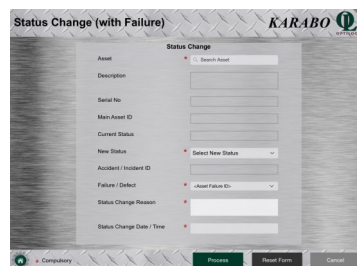 Status Change (with Failure)
KARABO
OPTILOG
Status Change
Asset * Search Asset
Description
Serial No
Main Asset ID
Current Status
New Status * Select New Status
Accident / Incident ID
Failure / Defect * <Asset Failure ID>
Status Change Reason *
Status Change Date / Time *
* Compulsory
Process
Reset Form
Cancel